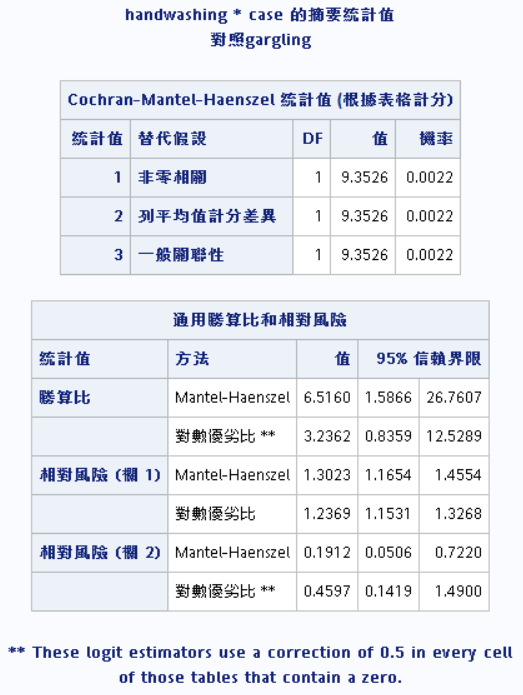 handwashing * case 的摘要統計值
對照gargling
Cochran-Mantel-Haenszel 統計值 (根據表格計分)
統計值 替代假設 DF 值 機率
1 非零相關 1 9.3526 0.0022
2 列平均值計分差異 1 9.3526 0.0022
3 一般關聯性 1 9.3526 0.0022
通用勝算比和相對風險
統計值 方法 值 95% 信賴界限
勝算比 Mantel-Haenszel 6.5160 1.5866 26.7607
對數優劣比 ** 3.2362 0.8359 12.5289
相對風險 (欄 1) Mantel-Haenszel 1.3023 1.1654 1.4554
對數優劣比 1.2369 1.1531 1.3268
相對風險 (欄 2) Mantel-Haenszel 0.1912 0.0506 0.7220
對數優劣比 ** 0.4597 0.1419 1.4900
** These logit estimators use a correction of 0.5 in every cell
of those tables that contain a zero.